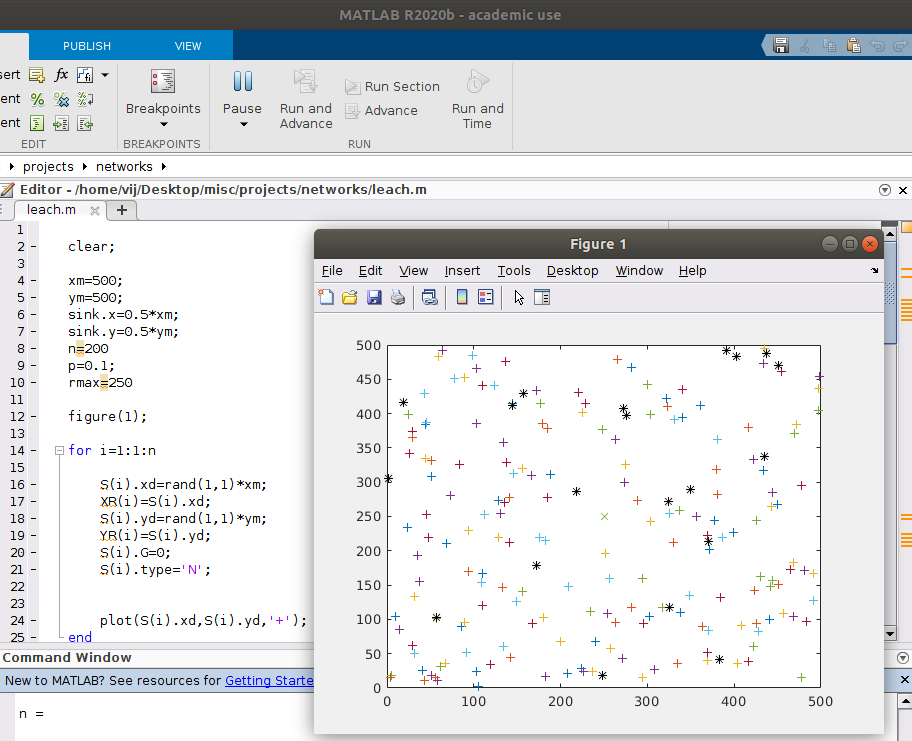 MATLAB R2020b - academic use
PUBLISH VIEW
sert fx fi
ent %
ent
Breakpoints
Pause
Run and Advance
Run Section
Advance
Run and Time
EDIT BREAKPOINTS RUN
projects networks
Editor - /home/vij/Desktop/misc/projects/networks/leach.m
leach.m +
1
2 - clear;
3
4 - xm=500;
5 - ym=500;
6 - sink.x=0.5*xm;
7 - sink.y=0.5*ym;
8 - n=200
9 - p=0.1;
10 - rmax=250
11
12 - figure(1);
13
14 - for i=1:1:n
15
16 - S(i).xd=rand(1,1)*xm;
17 - XR(i)=S(i).xd;
18 - S(i).yd=rand(1,1)*ym;
19 - YR(i)=S(i).yd;
20 - S(i).G=0;
21 - S(i).type='N';
22
23
24 - plot(S(i).xd,S(i).yd,'+');
25 - end
Command Window
New to MATLAB? See resources for Getting Starte
n =
Figure 1
File Edit View Insert Tools Desktop Window Help
500
450
400
350
300
250
200
150
100
50
0
0 100 200 300 400 500